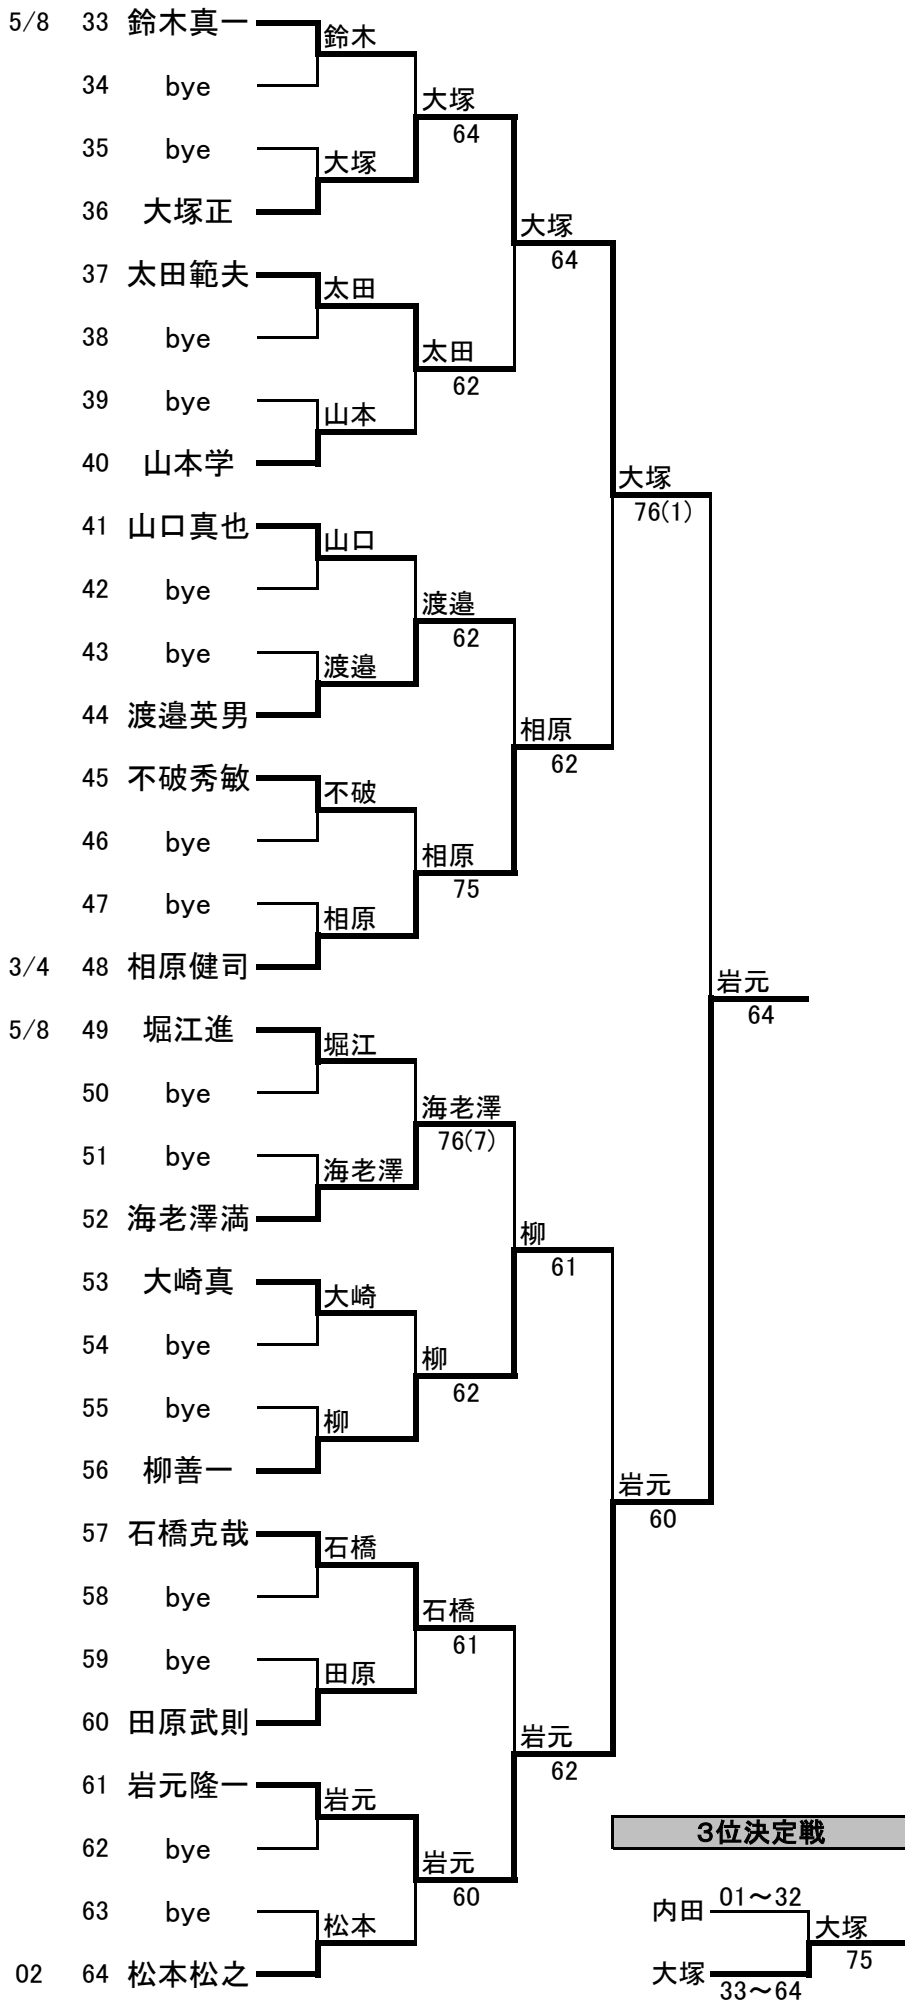 5/8 33 鈴木真一
鈴木
34 bye
大塚
64
35 bye
大塚
36 大塚正
大塚
64
37 太田範夫
太田
38 bye
太田
62
39 bye
山本
40 山本学
大塚
76(1)
41 山口真也
山口
42 bye
渡邉
62
43 bye
渡邉
44 渡邉英男
相原
62
45 不破秀敏
不破
46 bye
相原
75
47 bye
相原
3/4 48 相原健司
岩元
64
5/8 49 堀江進
堀江
50 bye
海老澤
76(7)
51 bye
海老澤
52 海老澤満
柳
61
53 大崎真
大崎
54 bye
柳
62
55 bye
柳
56 柳善一
岩元
60
57 石橋克哉
石橋
58 bye
石橋
61
59 bye
田原
60 田原武則
岩元
62
61 岩元隆一
岩元
62 bye
岩元
60
63 bye
松本
02 64 松本松之
3位決定戦
内田 01～32
大塚
75
大塚 33～64